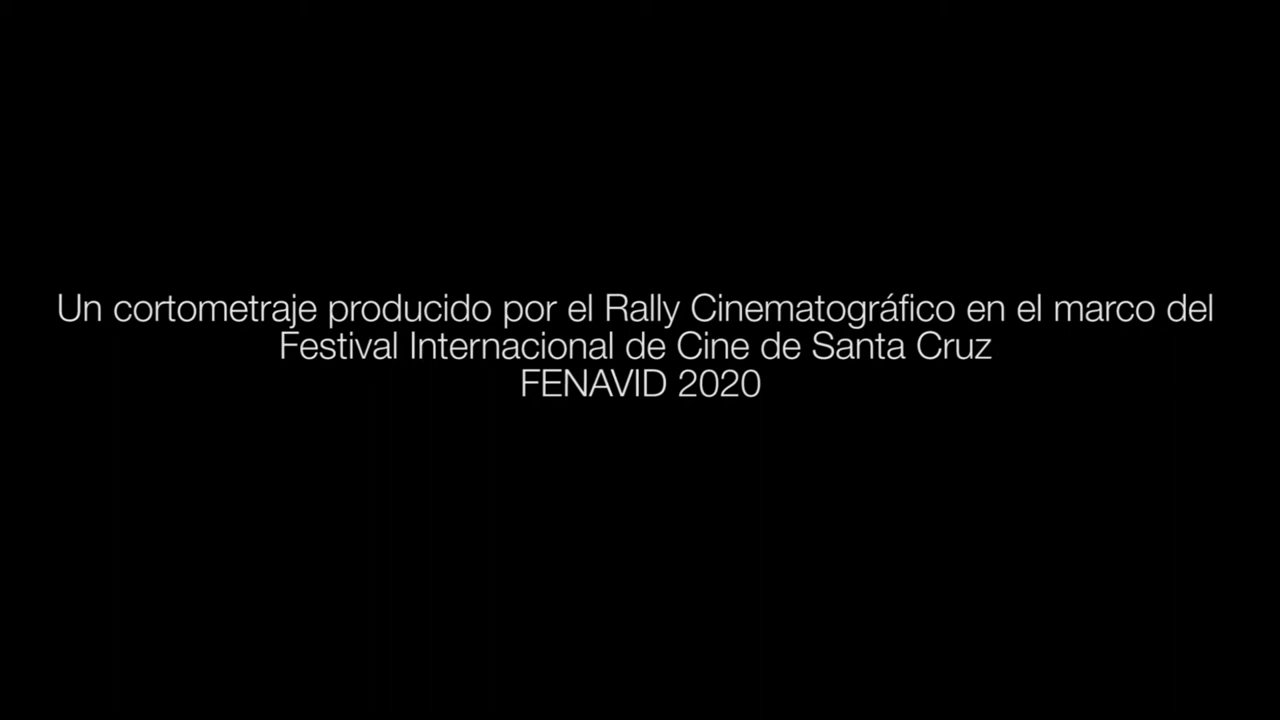 Un cortometraje producido por el Rally Cinematográfico en el marco del
Festival Internacional de Cine de Santa Cruz
FENAVID 2020